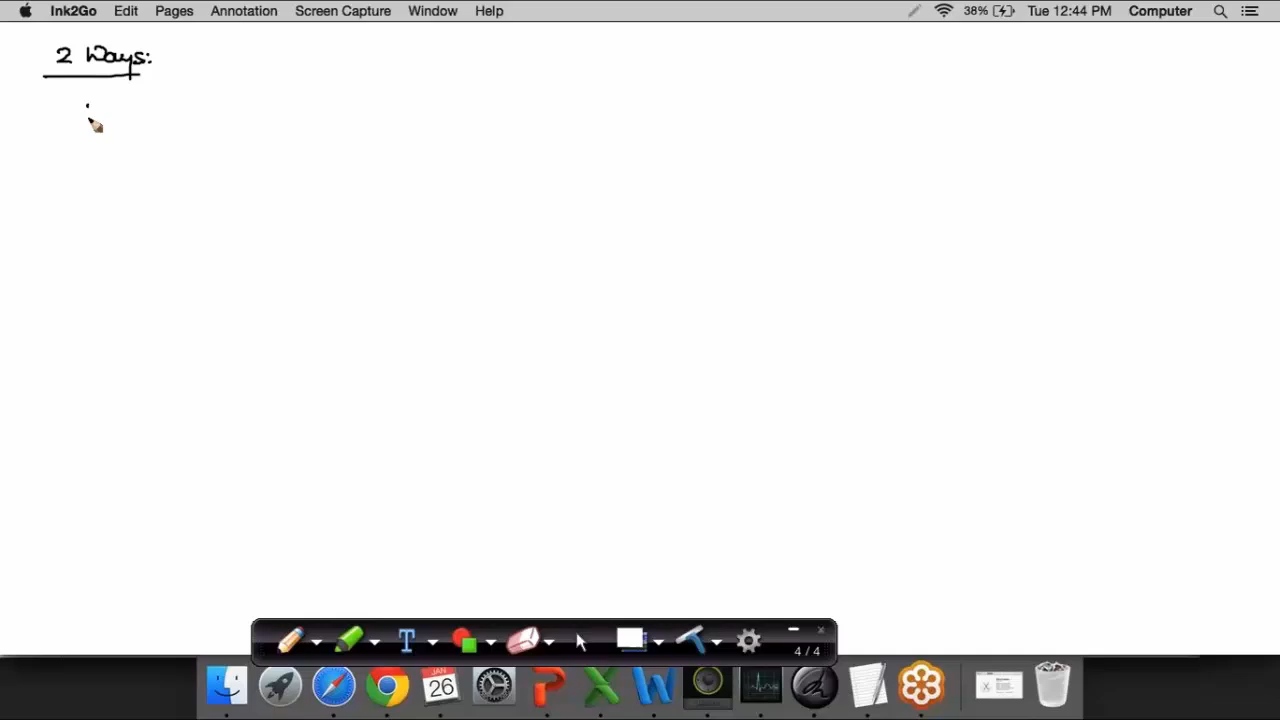 Ink2Go Edit Pages Annotation Screen Capture Window Help 38% Tue 12:44 PM Computer
2 Ways:
4 / 4
JAN
26